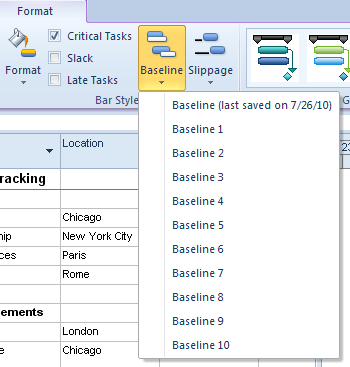 Format
Format
Critical Tasks
Slack
Late Tasks
Baseline
Slippage
Bar Style
G
Baseline (last saved on 7/26/10)
Baseline 1
Baseline 2
Baseline 3
Baseline 4
Baseline 5
Baseline 6
Baseline 7
Baseline 8
Baseline 9
Baseline 10
Location
23
racking
Chicago
hip New York City
ces Paris
Rome
ements
London
e Chicago